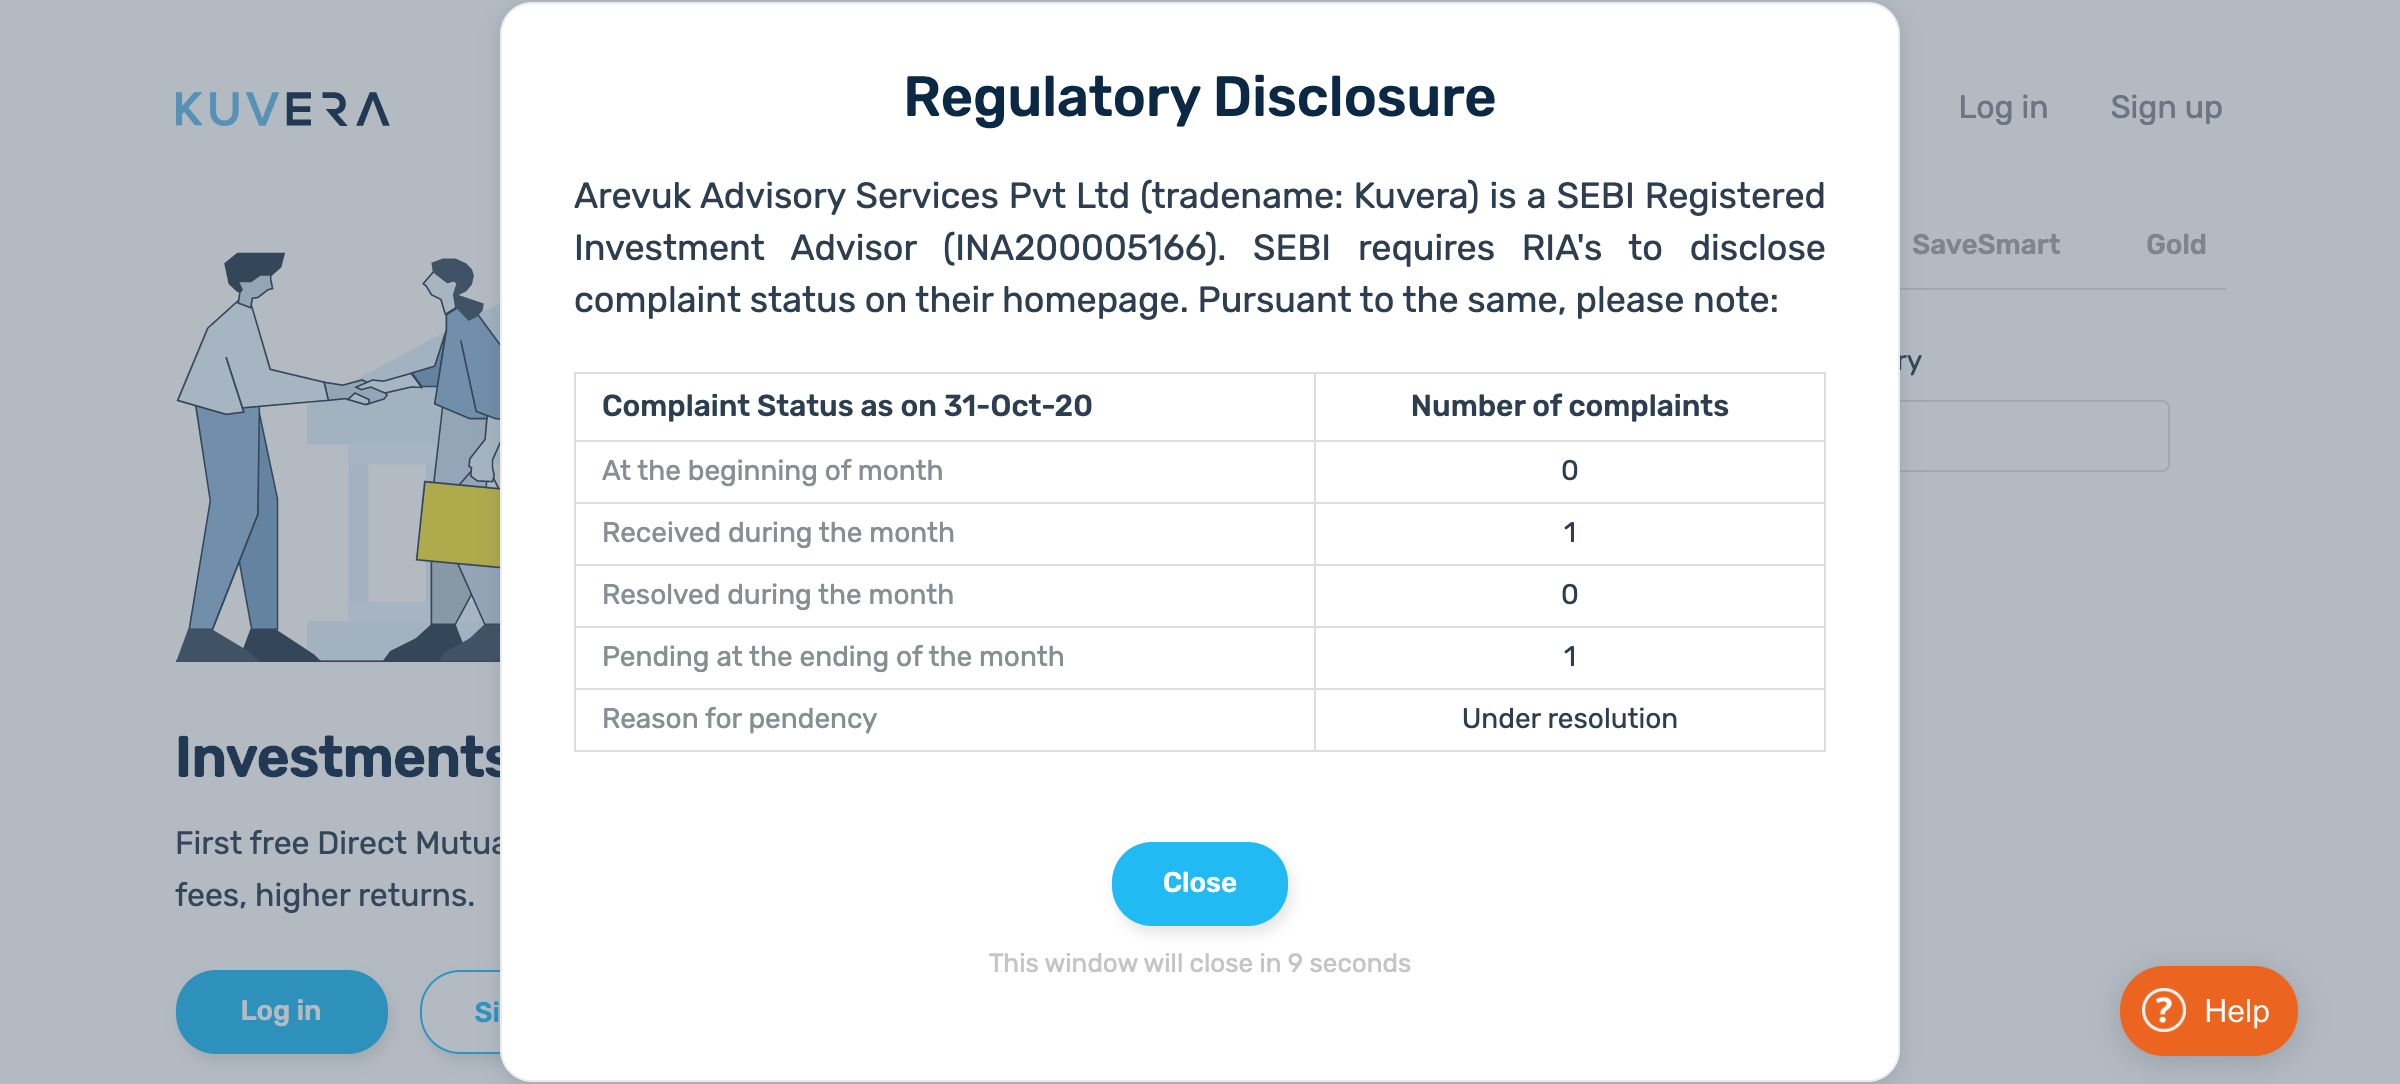 KUVERA
Log in
Sign up
SaveSmart
Gold
Regulatory Disclosure
Arevuk Advisory Services Pvt Ltd (tradename: Kuvera) is a SEBI Registered
Investment Advisor (INA200005166). SEBI requires RIA's to disclose
complaint status on their homepage. Pursuant to the same, please note:
Complaint Status as on 31-Oct-20 Number of complaints
At the beginning of month 0
Received during the month 1
Resolved during the month 0
Pending at the ending of the month 1
Reason for pendency Under resolution
Close
This window will close in 9 seconds
Investments
First free Direct
fees, higher returns.
Log in
Help